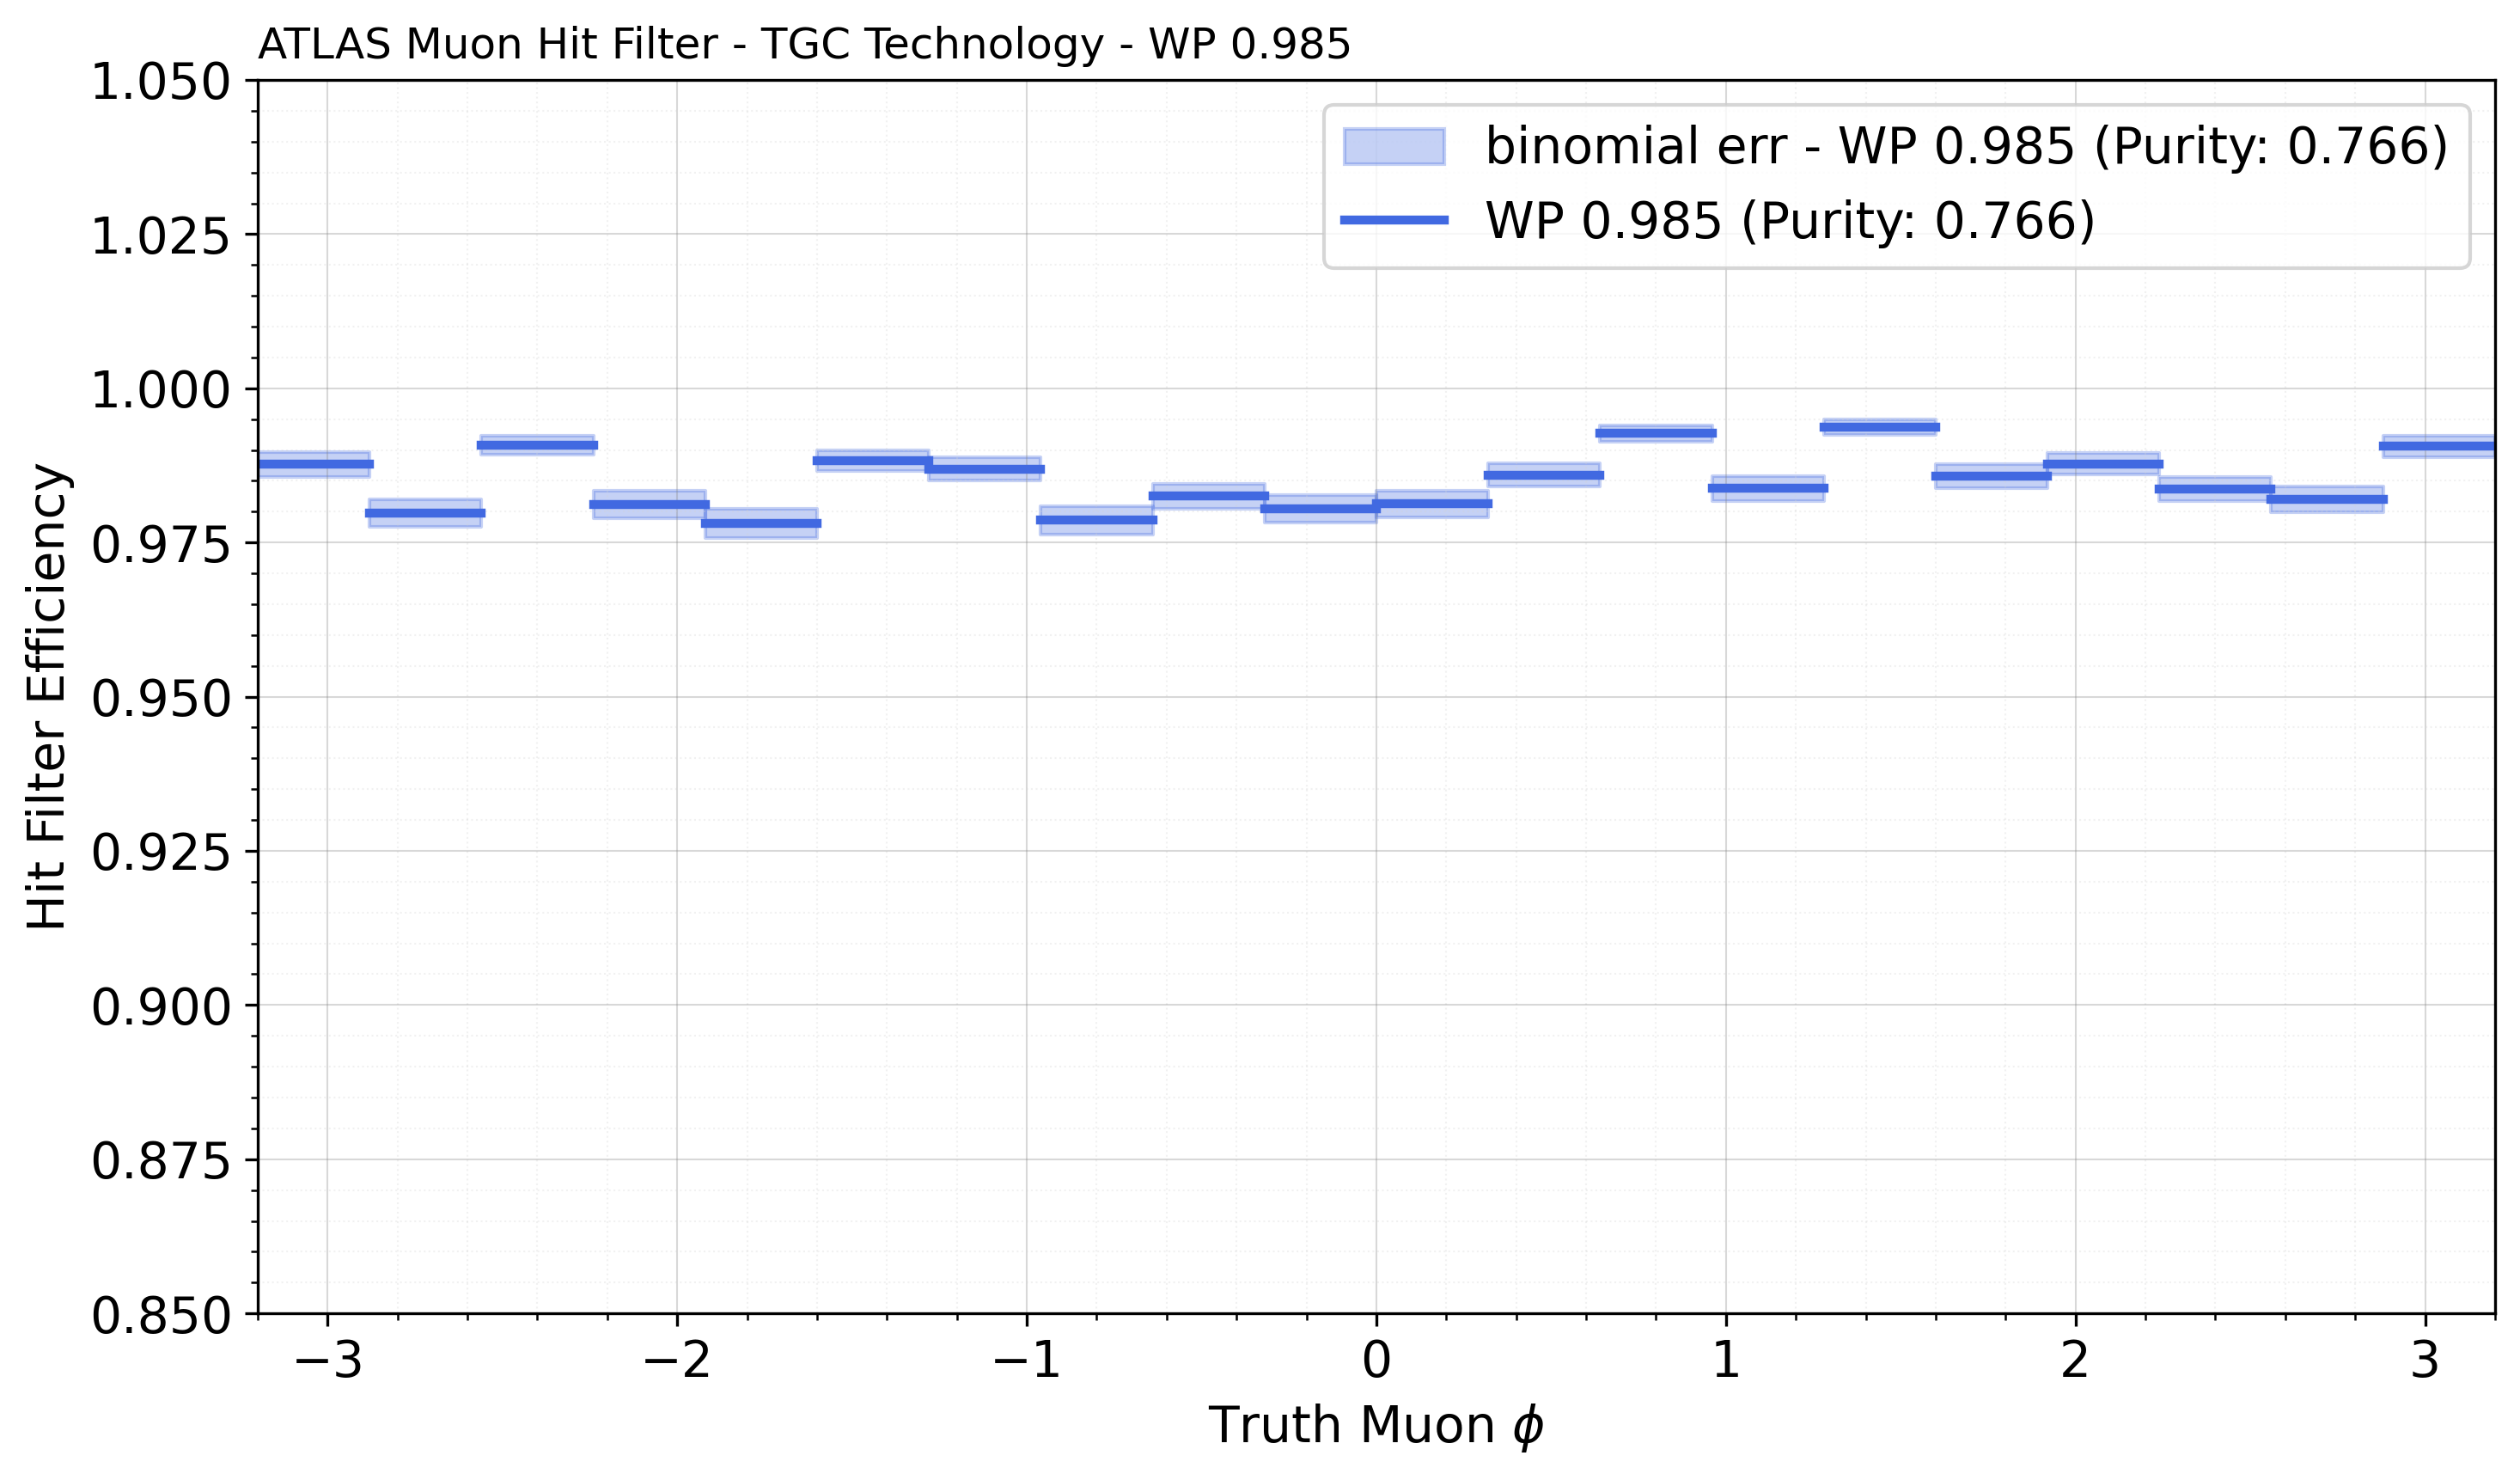 ATLAS Muon Hit Filter - TGC Technology - WP 0.985
1.050
1.025
1.000
0.975
0.950
0.925
0.900
0.875
0.850
Hit Filter Efficiency
binomial err - WP 0.985 (Purity: 0.766)
WP 0.985 (Purity: 0.766)
−3 −2 −1 0 1 2 3
Truth Muon ϕ